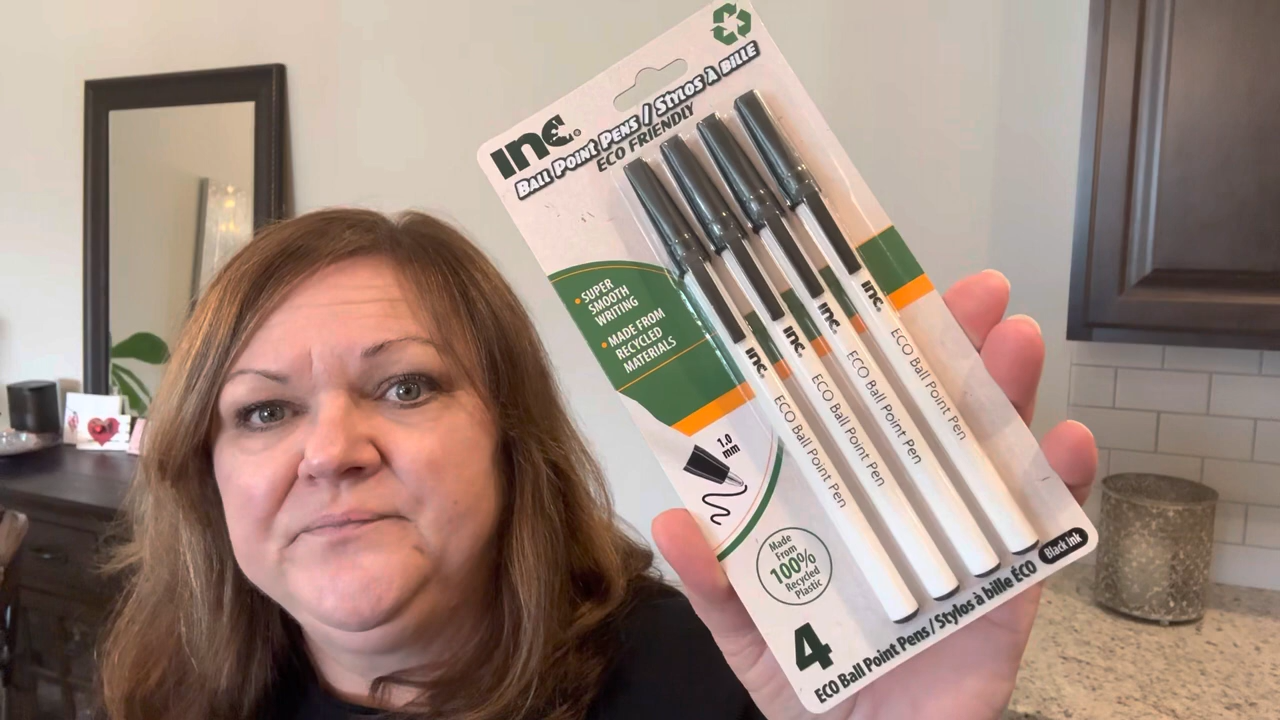 inc.®
BALL POINT PENS / STYLOS À BILLE
ECO FRIENDLY
• SUPER
SMOOTH
WRITING
• MADE FROM
RECYCLED
MATERIALS
1.0
mm
Made
From
100%
Recycled
Plastic
inc.
ECO Ball Point Pen
inc.
ECO Ball Point Pen
inc.
ECO Ball Point Pen
inc.
ECO Ball Point Pen
4
ECO Ball Point Pens / Stylos à bille ÉCO
Black ink